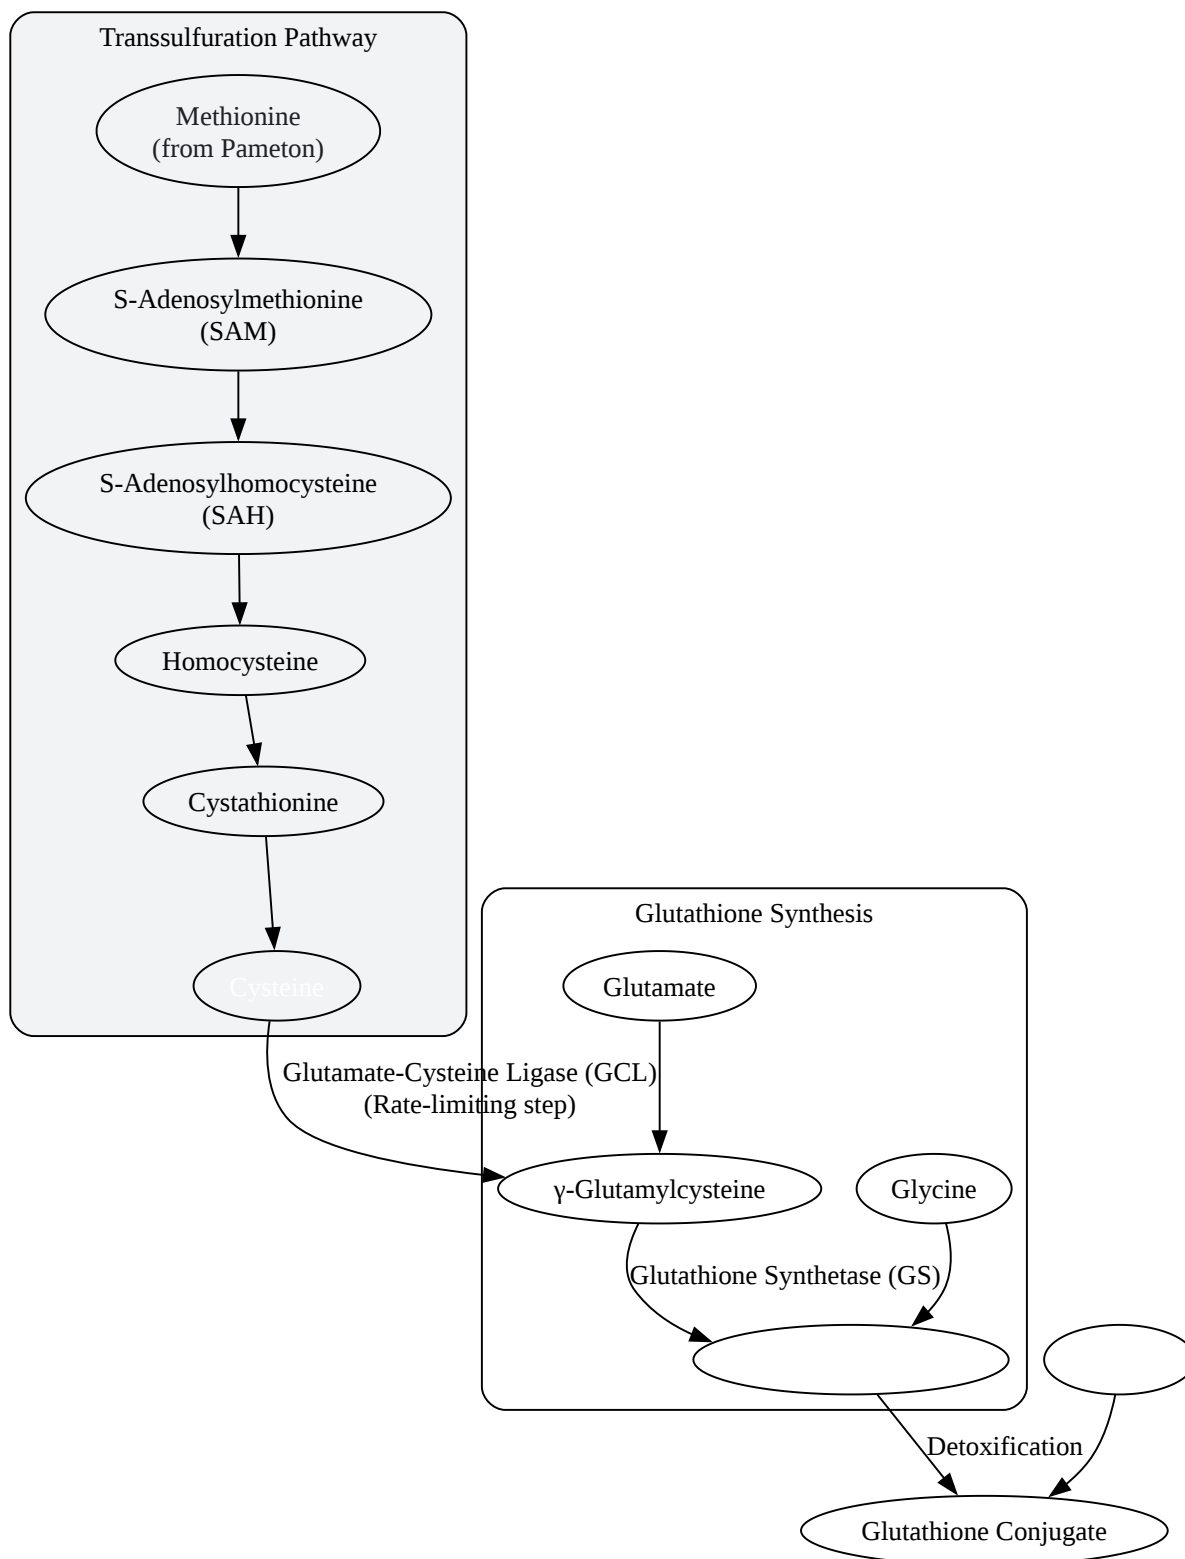 Transsulfuration Pathway
Methionine
(from Pameton)
S-Adenosylmethionine
(SAM)
S-Adenosylhomocysteine
(SAH)
Homocysteine
Cystathionine
Cysteine
Glutathione Synthesis
Glutamate
Glutamate-Cysteine Ligase (GCL)
(Rate-limiting step)
γ-Glutamylcysteine
Glycine
Glutathione Synthetase (GS)
Detoxification
Glutathione Conjugate